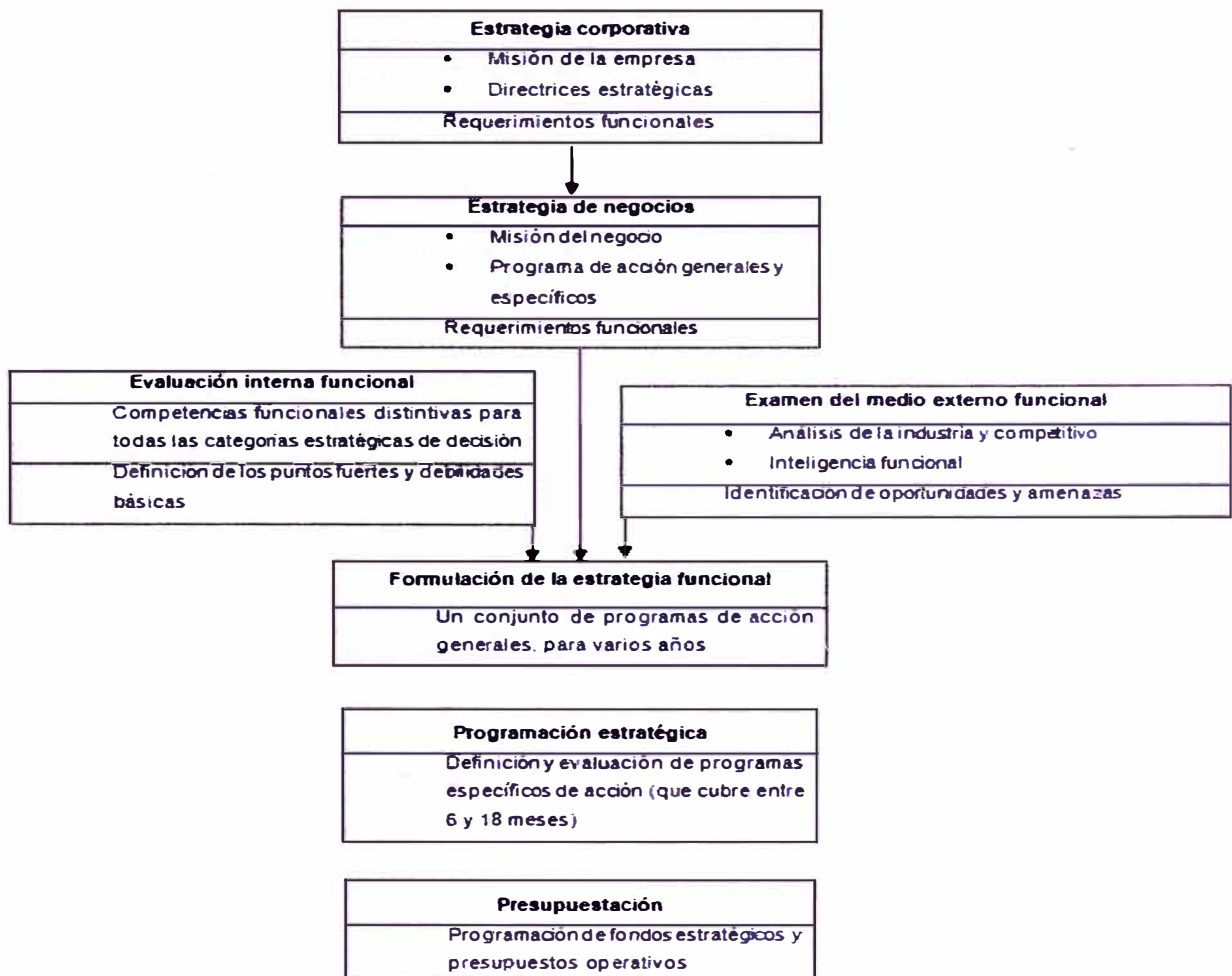 Estrategia corporativa
• Misión de la empresa
• Directrices estratégicas
Requerimientos funcionales
Estrategia de negocios
• Misión del negocio
• Programa de acción generales y
específicos
Requerimientos funcionales
Evaluación interna funcional
Competencias funcionales distintivas para
todas las categorías estratégicas de decisión
Definición de los puntos fuertes y debilidades
básicas
Examen del medio externo funcional
• Análisis de la industria y competitivo
• Inteligencia funcional
Identificación de oportunidades y amenazas
Formulación de la estrategia funcional
Un conjunto de programas de acción
generales, para varios años
Programación estratégica
Definición y evaluación de programas
específicos de acción (que cubre entre
6 y 18 meses)
Presupuestación
Programación de fondos estratégicos y
presupuestos operativos